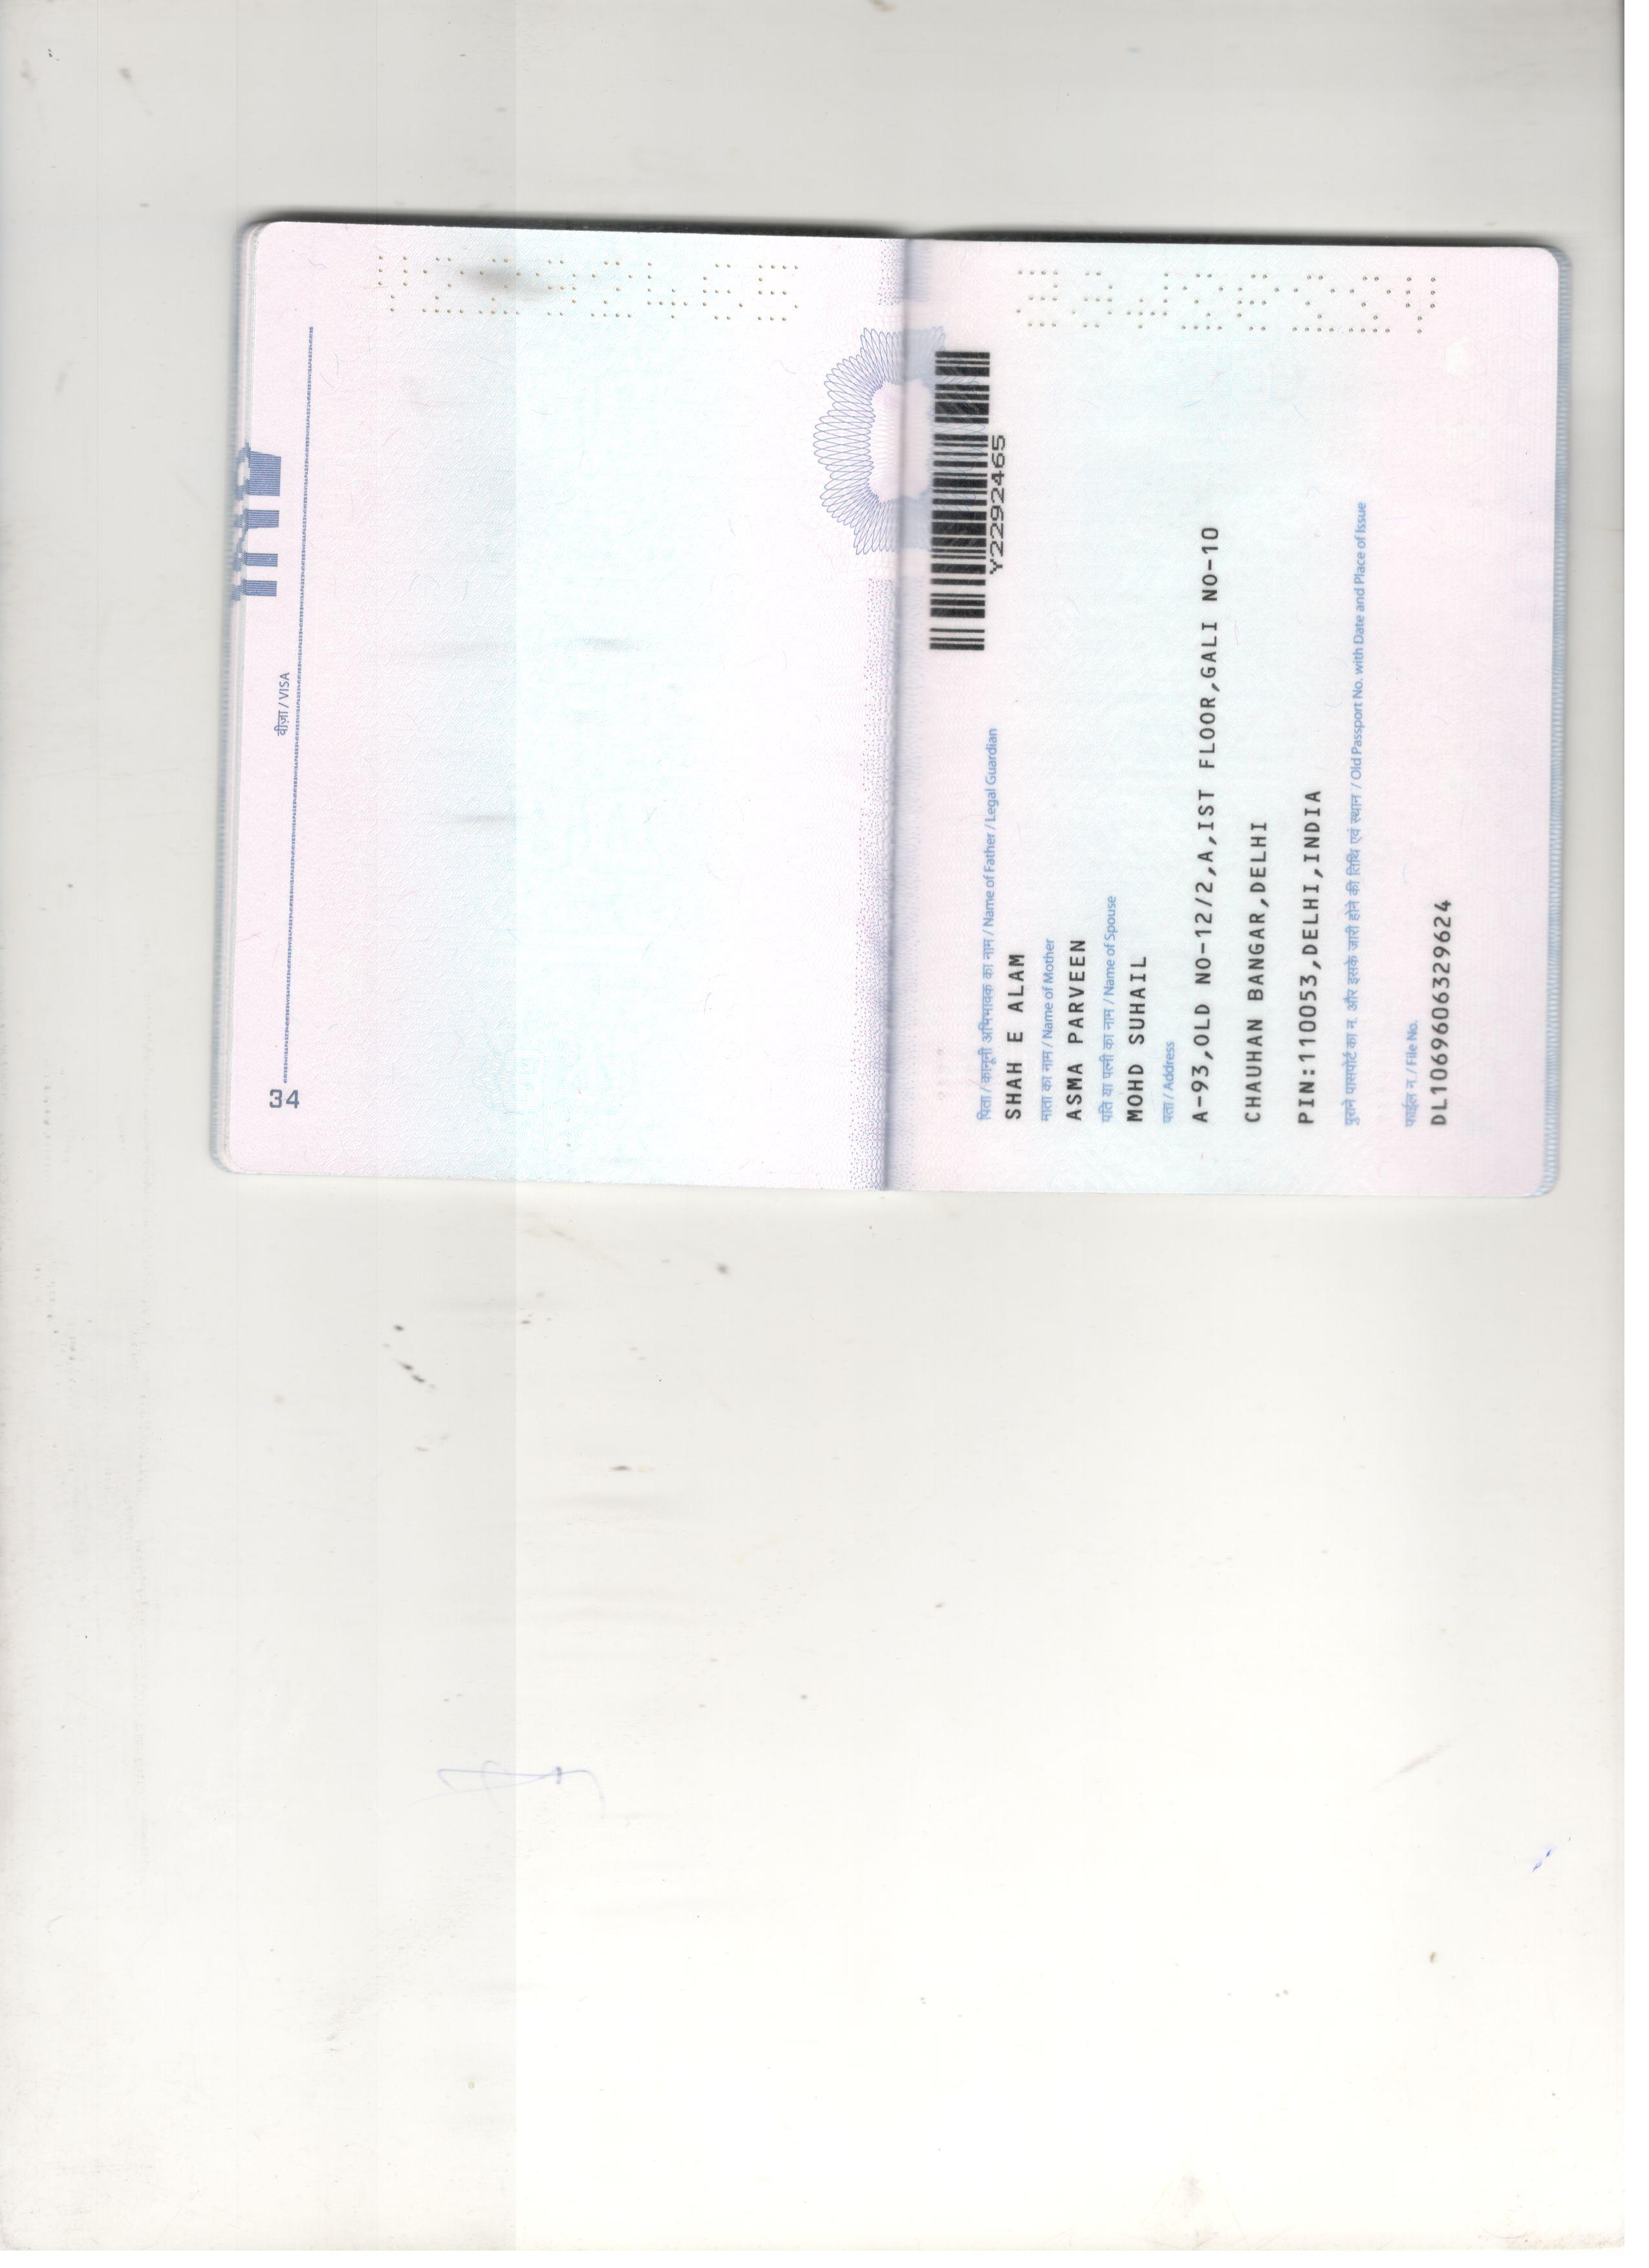 34
वीज़ा / VISA
Y2292465
पिता / कानूनी अभिभावक का नाम / Name of Father / Legal Guardian
SHAH E ALAM
माता का नाम / Name of Mother
ASMA PARVEEN
पति या पत्नी का नाम / Name of Spouse
MOHD SUHAIL
पता / Address
A-93,OLD NO-12/2,A,IST FLOOR,GALI NO-10
CHAUHAN BANGAR,DELHI
PIN:110053,DELHI,INDIA
पुराने पासपोर्ट का न. और इसके जारी होने की तिथि एवं स्थान / Old Passport No. with Date and Place of Issue
फाईल न. / File No.
DL1069606329624